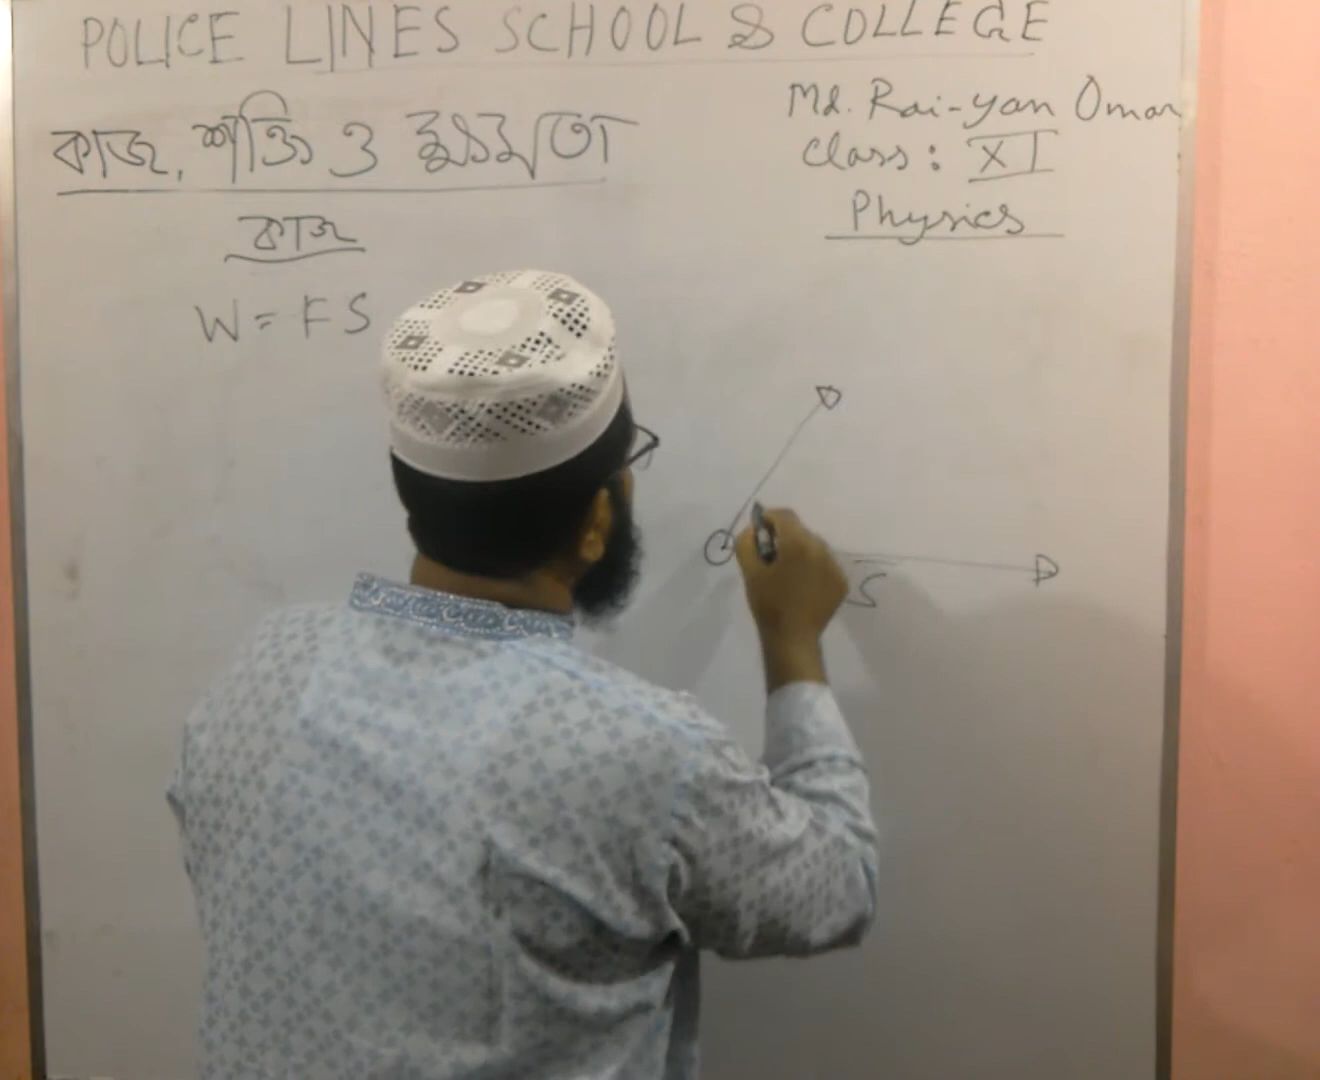 POLICE LINES SCHOOL & COLLEGE
Md. Rai-yan Omar
কাজ, শক্তি ও ক্ষমতা
Class: XI
Physics
কাজ
W = FS
S